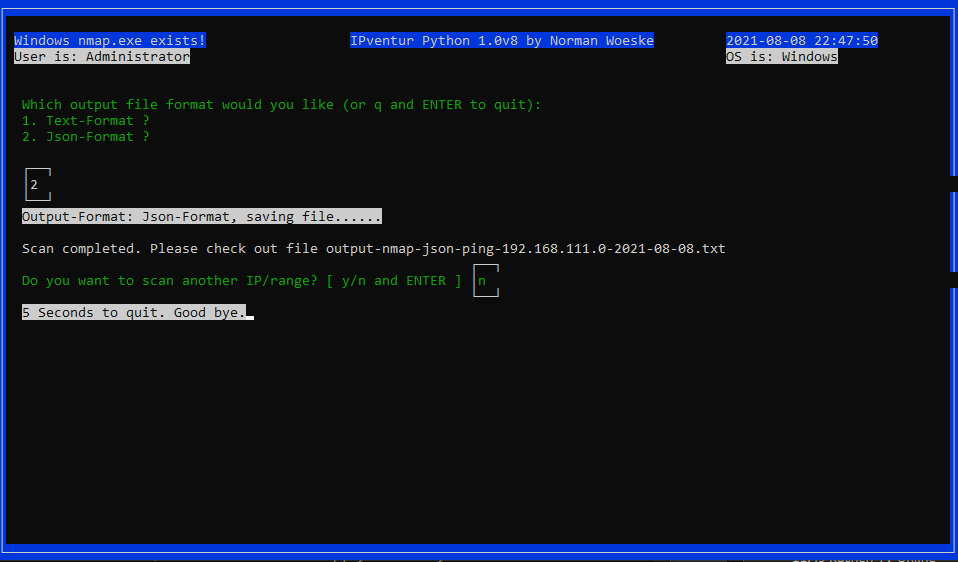 Windows nmap.exe exists! IPventur Python 1.0v8 by Norman Woeske 2021-08-08 22:47:50
User is: Administrator OS is: Windows
Which output file format would you like (or q and ENTER to quit):
1. Text-Format ?
2. Json-Format ?
2
Output-Format: Json-Format, saving file......
Scan completed. Please check out file output-nmap-json-ping-192.168.111.0-2021-08-08.txt
Do you want to scan another IP/range? [ y/n and ENTER ] n
5 Seconds to quit. Good bye.